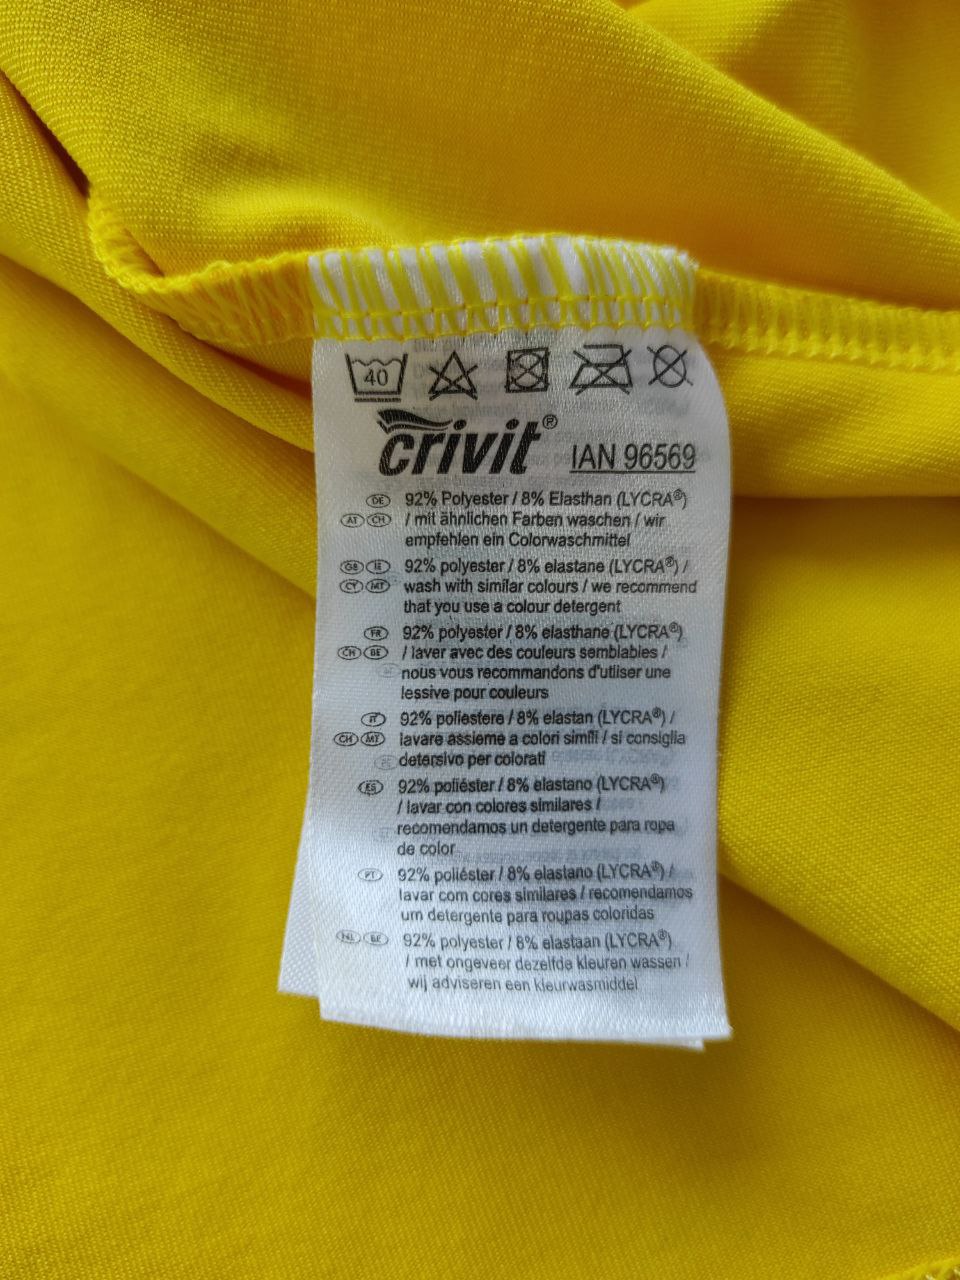 40
crivit® IAN 96569
DE 92% Polyester / 8% Elasthan (LYCRA®)
AT CH / mit ähnlichen Farben waschen / wir
empfehlen ein Colorwaschmittel
GB IE 92% polyester / 8% elastane (LYCRA®) /
CY MT wash with similar colours / we recommend
that you use a colour detergent
FR 92% polyester / 8% elasthane (LYCRA®)
CH BE / laver avec des couleurs semblables /
nous vous recommandons d'utiliser une
lessive pour couleurs
IT 92% poliestere / 8% elastan (LYCRA®) /
CH MT lavare assieme a colori simili / si consiglia
detersivo per colorati
ES 92% poliéster / 8% elastano (LYCRA®)
/ lavar con colores similares /
recomendamos un detergente para ropa
de color
PT 92% poliéster / 8% elastano (LYCRA®) /
lavar com cores similares / recomendamos
um detergente para roupas coloridas
NL BE 92% polyester / 8% elastaan (LYCRA®)
/ met ongeveer dezelfde kleuren wassen /
wij adviseren een kleurwasmiddel